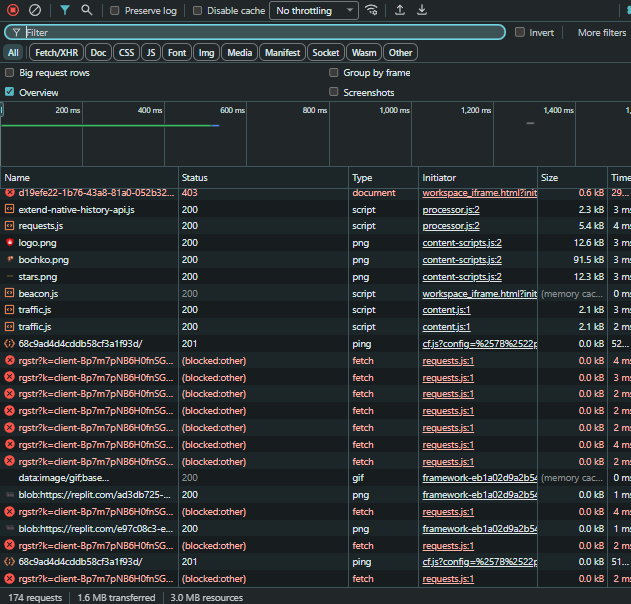 Preserve log Disable cache No throttling
Filter Invert More filters
All Fetch/XHR Doc CSS JS Font Img Media Manifest Socket Wasm Other
Big request rows Group by frame
Overview Screenshots
200 ms 400 ms 600 ms 800 ms 1,000 ms 1,200 ms 1,400 ms
Name Status Type Initiator Size Time
d19efe22-1b76-43a8-81a0-052b32... 403 document workspace_iframe.html?init 0.6 kB 29...
extend-native-history-api.js 200 script processor.js:2 2.3 kB 3 ms
requests.js 200 script processor.js:2 5.4 kB 4 ms
logo.png 200 png content-scripts.js:2 12.6 kB 3 ms
bochko.png 200 png content-scripts.js:2 91.5 kB 3 ms
stars.png 200 png content-scripts.js:2 12.3 kB 3 ms
beacon.js 200 script workspace_iframe.html?init (memory cac... 0 ms
traffic.js 200 script content.js:1 2.1 kB 3 ms
traffic.js 200 script content.js:1 2.1 kB 2 ms
68c9ad4d4cddb58cf3a1f93d/ 201 ping cf.js?config=%257B%2522p 0.0 kB 52...
rgstr?k=client-Bp7m7pNB6H0fnSG... (blocked:other) fetch requests.js:1 0.0 kB 4 ms
rgstr?k=client-Bp7m7pNB6H0fnSG... (blocked:other) fetch requests.js:1 0.0 kB 3 ms
rgstr?k=client-Bp7m7pNB6H0fnSG... (blocked:other) fetch requests.js:1 0.0 kB 2 ms
rgstr?k=client-Bp7m7pNB6H0fnSG... (blocked:other) fetch requests.js:1 0.0 kB 2 ms
rgstr?k=client-Bp7m7pNB6H0fnSG... (blocked:other) fetch requests.js:1 0.0 kB 2 ms
rgstr?k=client-Bp7m7pNB6H0fnSG... (blocked:other) fetch requests.js:1 0.0 kB 4 ms
rgstr?k=client-Bp7m7pNB6H0fnSG... (blocked:other) fetch requests.js:1 0.0 kB 2 ms
data:image/gif;base... 200 gif framework-eb1a02d9a2b54 (memory cac... 0 ms
blob:https://replit.com/ad3db725-... 200 png framework-eb1a02d9a2b54 0.0 kB 1 ms
rgstr?k=client-Bp7m7pNB6H0fnSG... (blocked:other) fetch requests.js:1 0.0 kB 4 ms
blob:https://replit.com/e97c08c3-e... 200 png framework-eb1a02d9a2b54 0.0 kB 1 ms
rgstr?k=client-Bp7m7pNB6H0fnSG... (blocked:other) fetch requests.js:1 0.0 kB 2 ms
68c9ad4d4cddb58cf3a1f93d/ 201 ping cf.js?config=%257B%2522p 0.0 kB 51...
rgstr?k=client-Bp7m7pNB6H0fnSG... (blocked:other) fetch requests.js:1 0.0 kB 2 ms
174 requests 1.6 MB transferred 3.0 MB resources